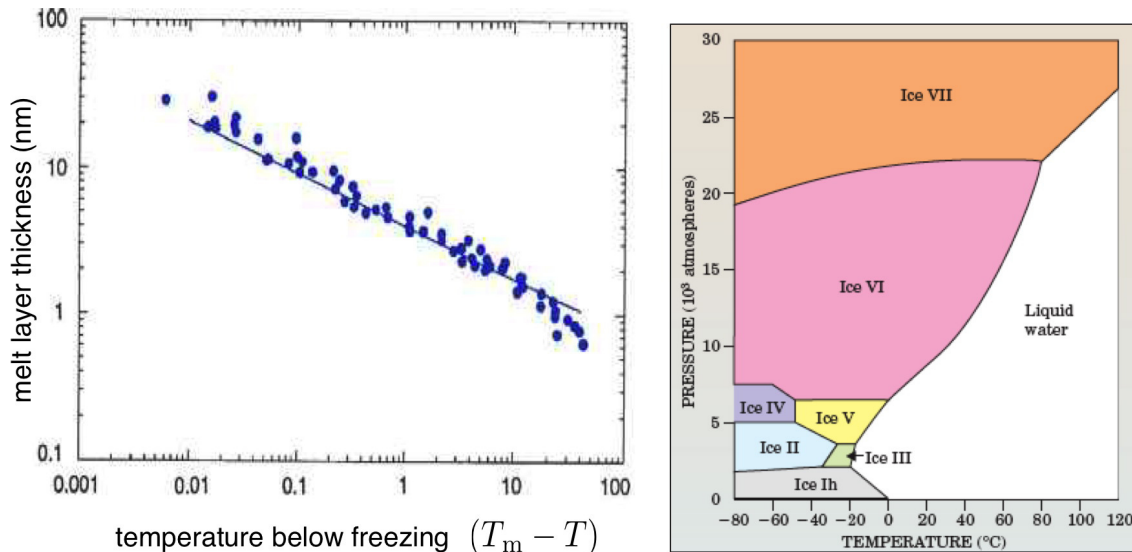 100
10
1
0.1
melt layer thickness (nm)
0.001
0.01
0.1
1
10
100
temperature below freezing (Tm − T)
30
25
20
15
10
5
0
PRESSURE (10³ atmospheres)
Ice VII
Ice VI
Liquid
water
Ice IV
Ice V
Ice II
Ice III
Ice Ih
−80 −60 −40 −20 0 20 40 60 80 100 120
TEMPERATURE (°C)